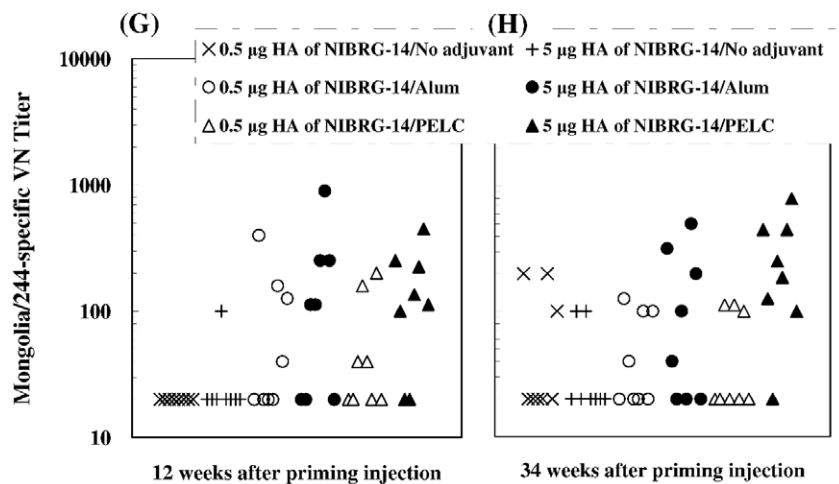 (G) (H)
0.5 µg HA of NIBRG-14/No adjuvant 5 µg HA of NIBRG-14/No adjuvant
0.5 µg HA of NIBRG-14/Alum 5 µg HA of NIBRG-14/Alum
0.5 µg HA of NIBRG-14/PELC 5 µg HA of NIBRG-14/PELC
Mongolia/244-specific VN Titer
10000
1000
100
10
12 weeks after priming injection 34 weeks after priming injection